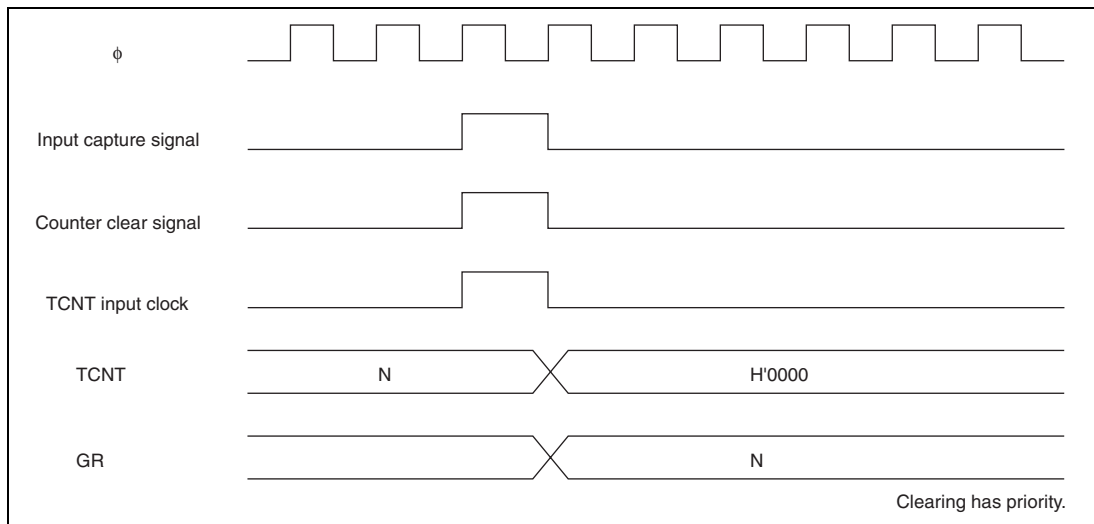 ϕ
Input capture signal
Counter clear signal
TCNT input clock
TCNT
N
H'0000
GR
N
Clearing has priority.